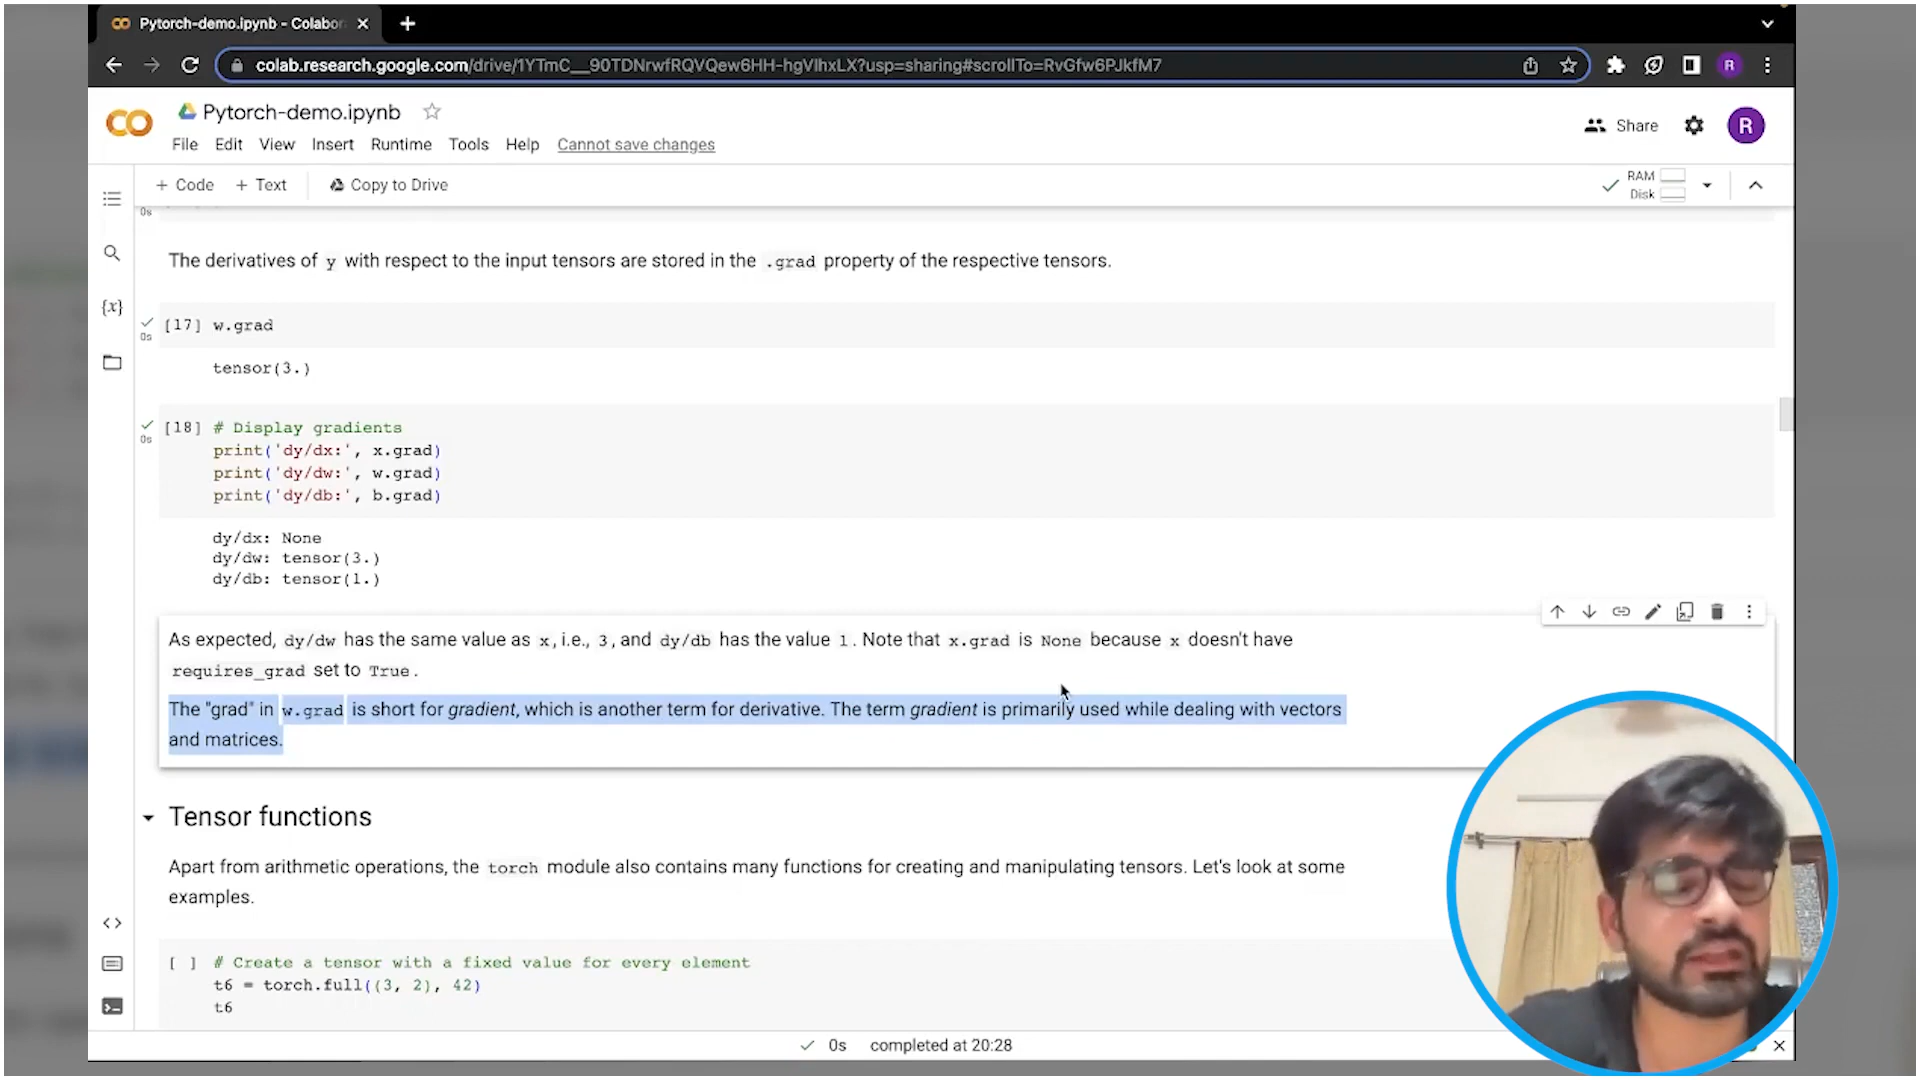 Pytorch-demo.ipynb - Colabor
colab.research.google.com/drive/1YTmC__90TDNrwfRQVQew6HH-hgVlhxLX?usp=sharing#scrollTo=RvGfw6PJkfM7
R
Pytorch-demo.ipynb
Share
R
File Edit View Insert Runtime Tools Help Cannot save changes
+ Code + Text Copy to Drive
RAM
Disk
0s
The derivatives of y with respect to the input tensors are stored in the .grad property of the respective tensors.
{x}
[17] w.grad
0s
tensor(3.)
[18] # Display gradients
0s
print('dy/dx:', x.grad)
print('dy/dw:', w.grad)
print('dy/db:', b.grad)
dy/dx: None
dy/dw: tensor(3.)
dy/db: tensor(1.)
As expected, dy/dw has the same value as x, i.e., 3, and dy/db has the value 1. Note that x.grad is None because x doesn't have
requires_grad set to True.
The "grad" in w.grad is short for gradient, which is another term for derivative. The term gradient is primarily used while dealing with vectors
and matrices.
Tensor functions
Apart from arithmetic operations, the torch module also contains many functions for creating and manipulating tensors. Let's look at some
examples.
[ ] # Create a tensor with a fixed value for every element
t6 = torch.full((3, 2), 42)
t6
0s completed at 20:28